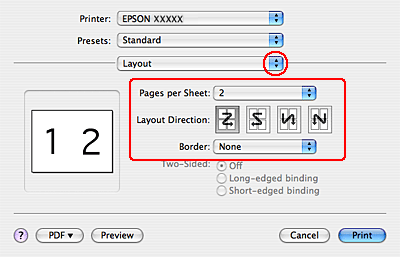 Printer: EPSON XXXXX
Presets: Standard
Layout
Pages per Sheet: 2
Layout Direction:
1 2
Border: None
Two-Sided: Off
Long-edged binding
Short-edged binding
? PDF ▼ Preview Cancel Print